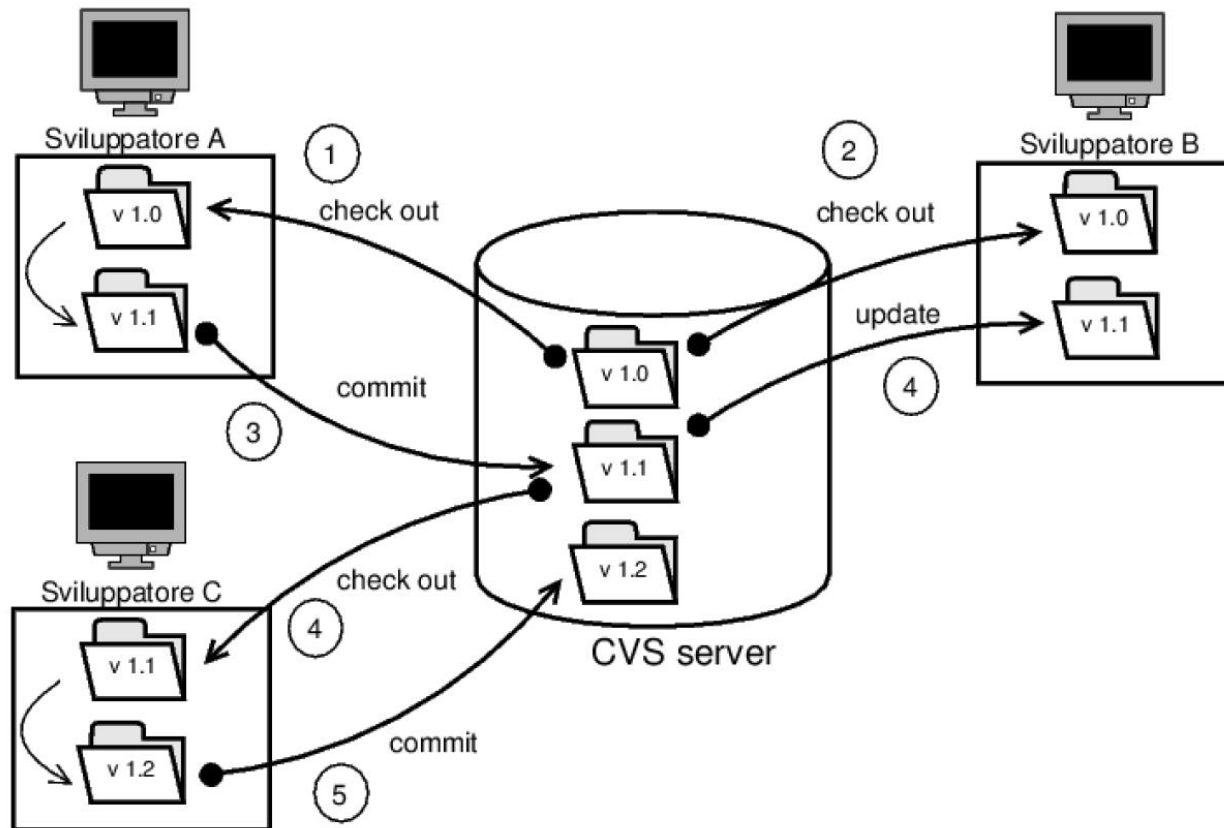 Sviluppatore A
v 1.0
v 1.1
1
check out
2
check out
Sviluppatore B
v 1.0
v 1.1
update
4
commit
3
v 1.0
v 1.1
v 1.2
CVS server
Sviluppatore C
v 1.1
v 1.2
check out
4
commit
5